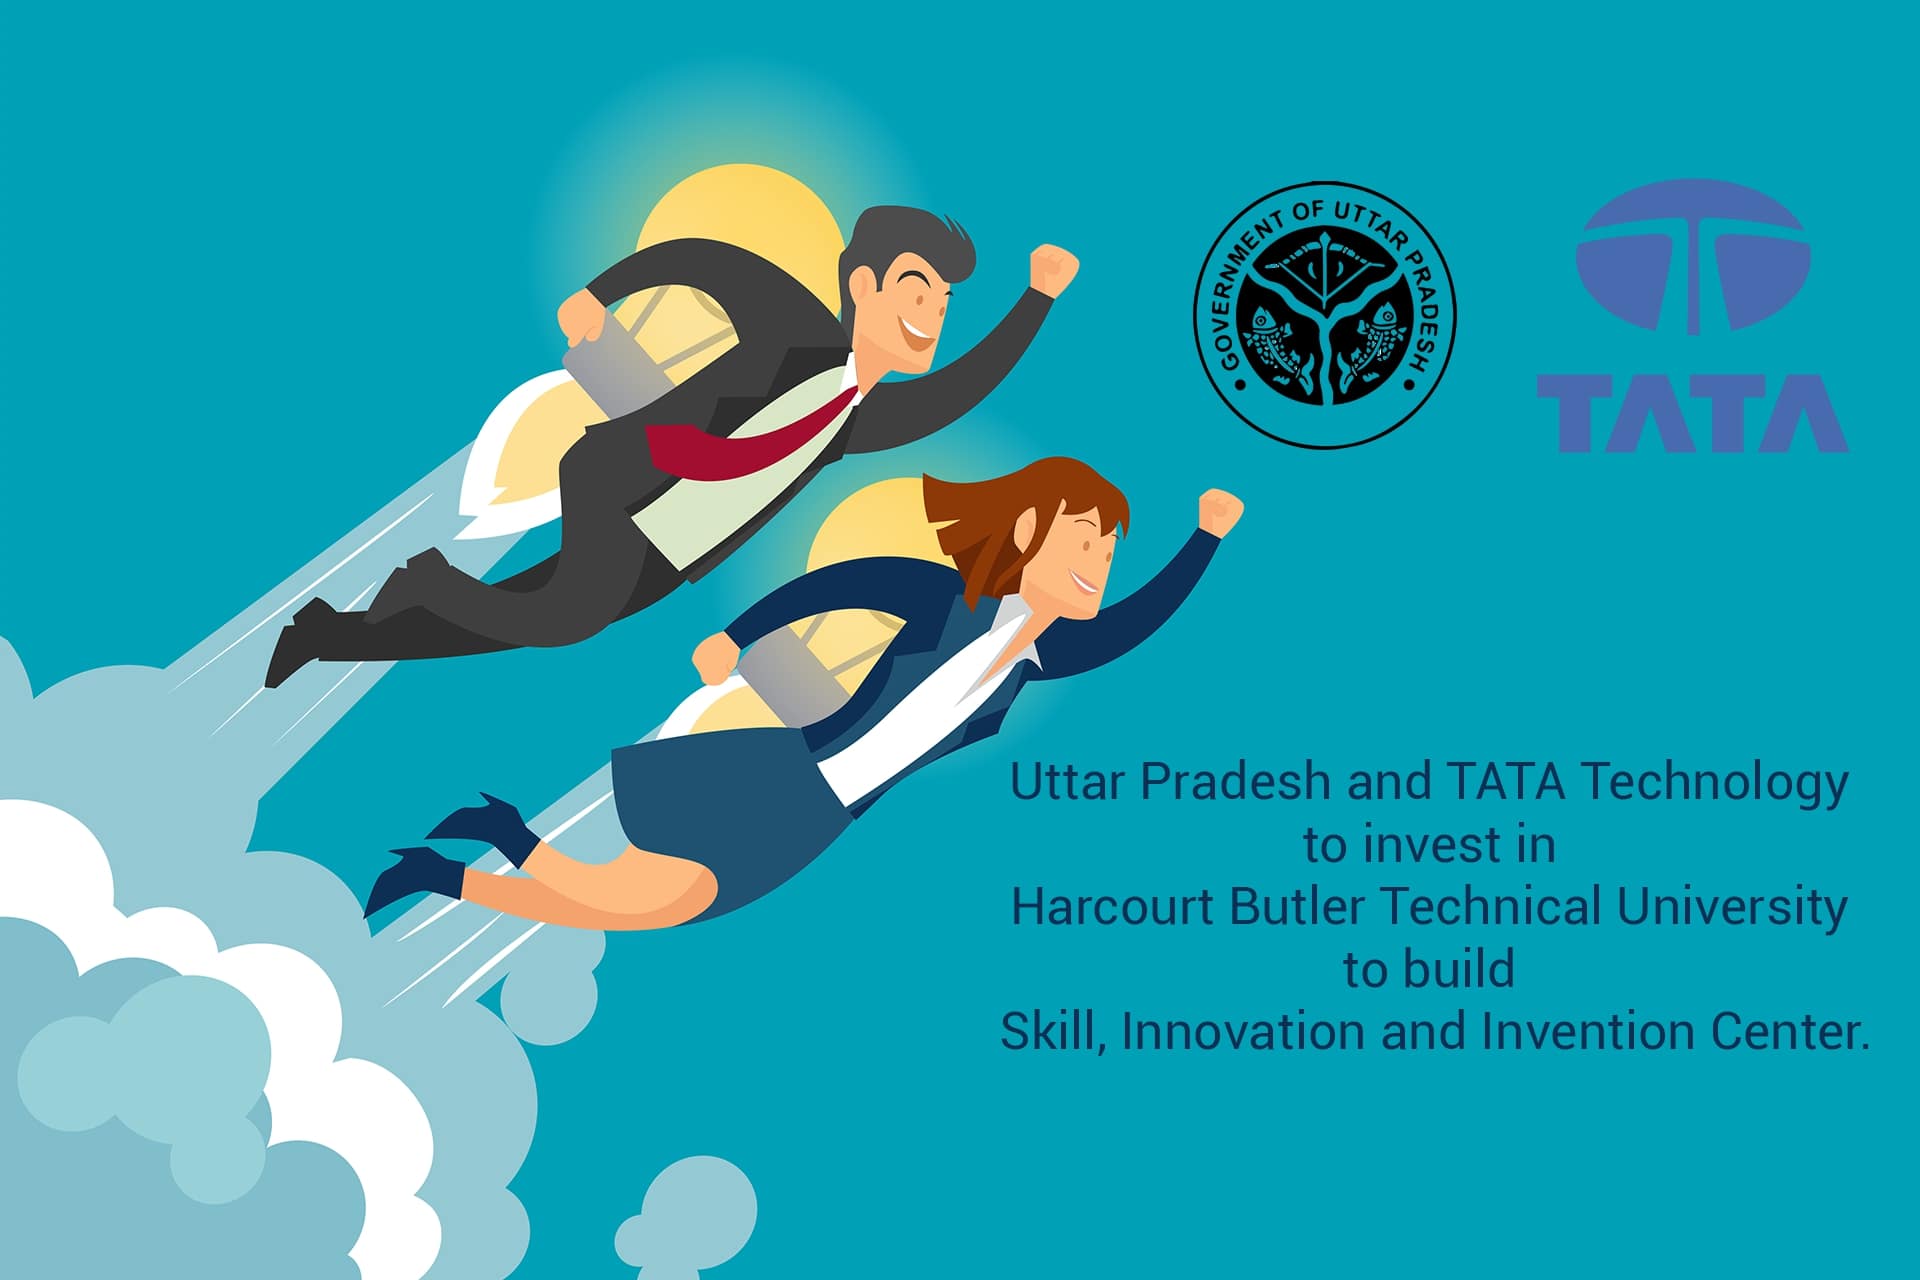 GOVERNMENT OF UTTAR PRADESH
TATA
Uttar Pradesh and TATA Technology
to invest in
Harcourt Butler Technical University
to build
Skill, Innovation and Invention Center.